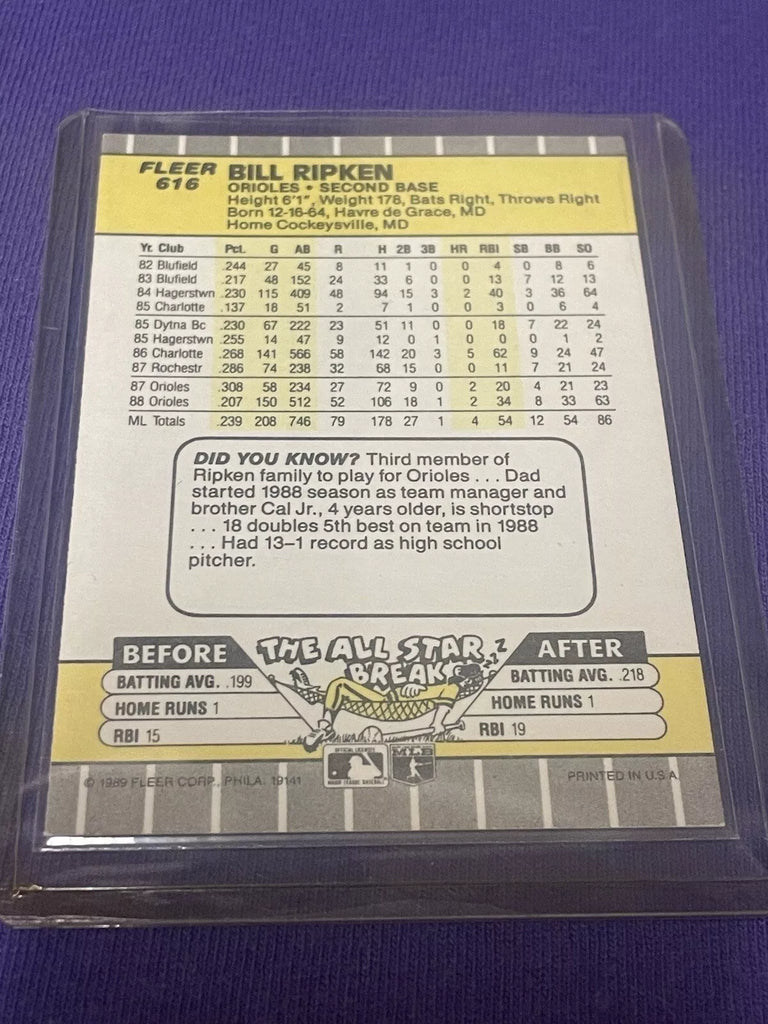 FLEER
616
BILL RIPKEN
ORIOLES • SECOND BASE
Height 6'1", Weight 178, Bats Right, Throws Right
Born 12-16-64, Havre de Grace, MD
Home Cockeysville, MD
Yr. Club Pct. G AB R H 2B 3B HR RBI SB BB SO
82 Blufield .244 27 45 8 11 1 0 0 4 0 8 6
83 Blufield .217 48 152 24 33 6 0 0 13 7 12 13
84 Hagerstwn .230 115 409 48 94 15 3 2 40 3 36 64
85 Charlotte .137 18 51 2 7 1 0 0 3 0 6 4
85 Dytna Bc .230 67 222 23 51 11 0 0 18 7 22 24
85 Hagerstwn .255 14 47 9 12 0 1 0 0 0 1 2
86 Charlotte .268 141 566 58 142 20 3 5 62 9 24 47
87 Rochestr .286 74 238 32 68 15 0 0 11 7 21 24
87 Orioles .308 58 234 27 72 9 0 2 20 4 21 23
88 Orioles .207 150 512 52 106 18 1 2 34 8 33 63
ML Totals .239 208 746 79 178 27 1 4 54 12 54 86
DID YOU KNOW? Third member of
Ripken family to play for Orioles . . . Dad
started 1988 season as team manager and
brother Cal Jr., 4 years older, is shortstop
. . . 18 doubles 5th best on team in 1988
. . . Had 13–1 record as high school
pitcher.
THE ALL STAR
BREAK
Z Z Z
BEFORE
BATTING AVG. .199
HOME RUNS 1
RBI 15
AFTER
BATTING AVG. .218
HOME RUNS 1
RBI 19
OFFICIAL LICENSEE
MAJOR LEAGUE BASEBALL
MLB
© 1989 FLEER CORP., PHILA. 19141
PRINTED IN U.S.A.